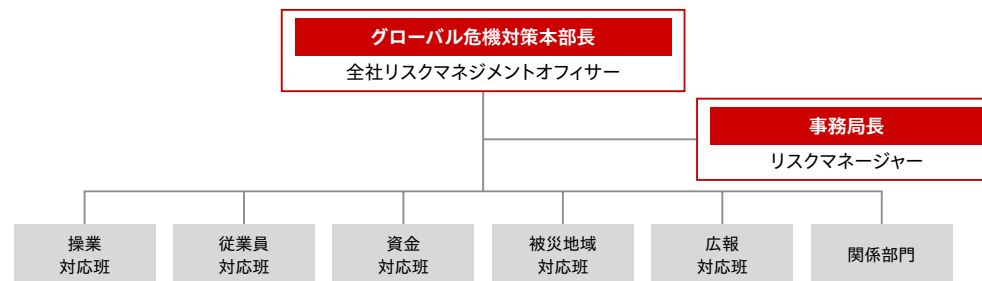 グローバル危機対策本部長
全社リスクマネジメントオフィサー
事務局長
リスクマネージャー
操業
対応班
従業員
対応班
資金
対応班
被災地域
対応班
広報
対応班
関係部門